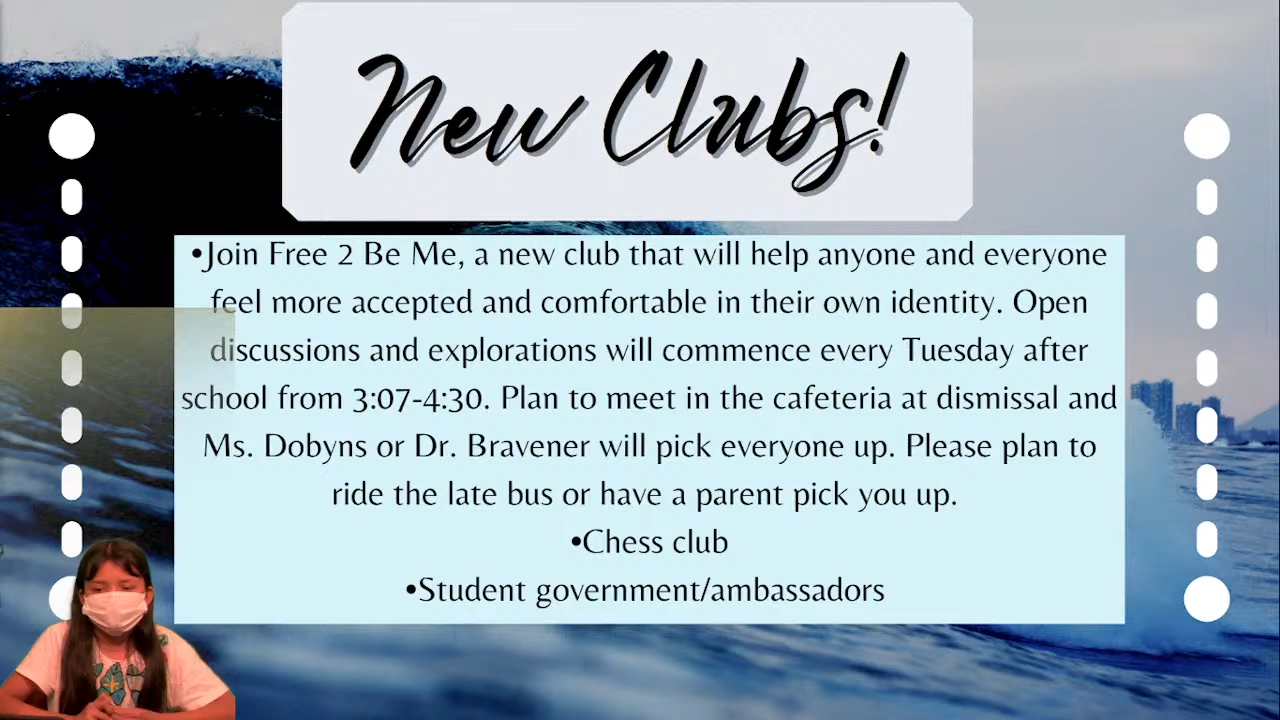 New Clubs!
•Join Free 2 Be Me, a new club that will help anyone and everyone
feel more accepted and comfortable in their own identity. Open
discussions and explorations will commence every Tuesday after
school from 3:07-4:30. Plan to meet in the cafeteria at dismissal and
Ms. Dobyns or Dr. Bravener will pick everyone up. Please plan to
ride the late bus or have a parent pick you up.
•Chess club
•Student government/ambassadors